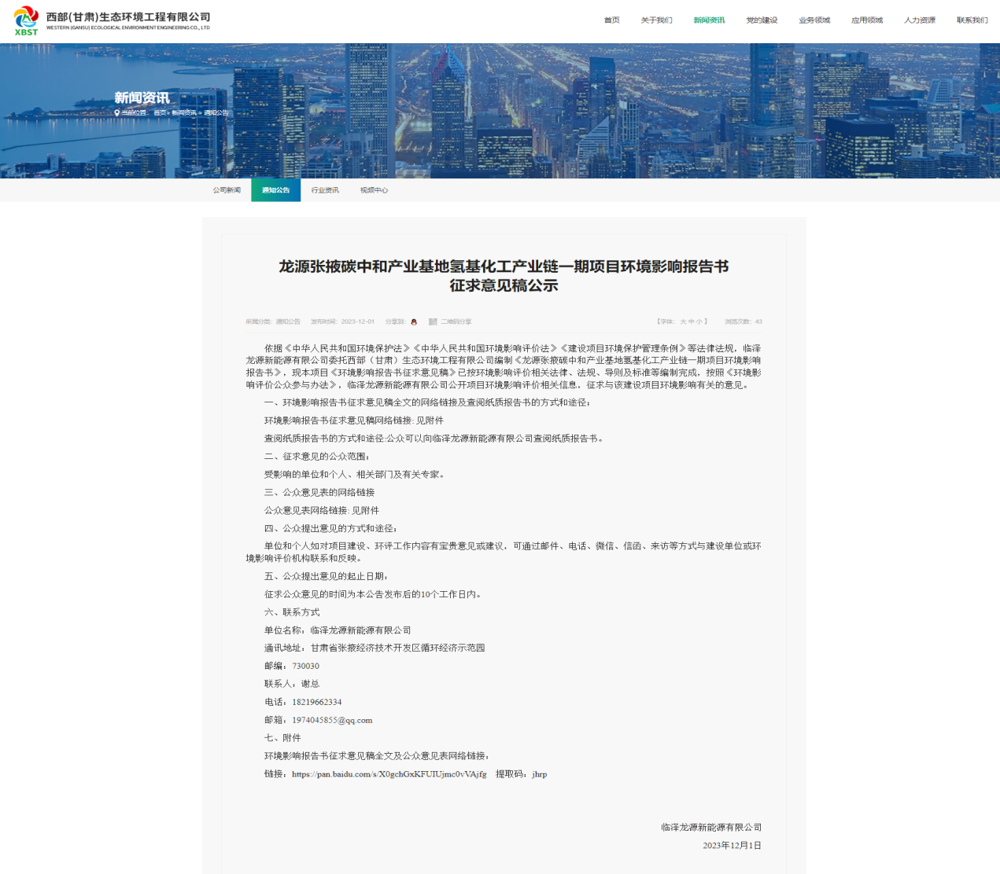 西部(甘肃)生态环境工程有限公司
WESTERN (GANSU) ECOLOGICAL ENVIRONMENT ENGINEERING CO., LTD
XBST
首页 关于我们 新闻资讯 党的建设 业务领域 应用领域 人力资源 联系我们
新闻资讯
当前位置： 首页> 新闻资讯 > 通知公告
公司新闻 通知公告 行业资讯 视频中心
龙源张掖碳中和产业基地氢基化工产业链一期项目环境影响报告书
征求意见稿公示
所属分类：通知公告 发布时间：2023-12-01 分享到： 二维码分享 【字体： 大 中 小 】 浏览次数：43
依据《中华人民共和国环境保护法》《中华人民共和国环境影响评价法》《建设项目环境保护管理条例》等法律法规，临泽
龙源新能源有限公司委托西部（甘肃）生态环境工程有限公司编制《龙源张掖碳中和产业基地氢基化工产业链一期项目环境影响
报告书》，现本项目《环境影响报告书征求意见稿》已按环境影响评价相关法律、法规、导则及标准等编制完成，按照《环境影
响评价公众参与办法》，临泽龙源新能源有限公司公开项目环境影响评价相关信息，征求与该建设项目环境影响有关的意见。
一、环境影响报告书征求意见稿全文的网络链接及查阅纸质报告书的方式和途径；
环境影响报告书征求意见稿网络链接: 见附件
查阅纸质报告书的方式和途径:公众可以向临泽龙源新能源有限公司查阅纸质报告书。
二、征求意见的公众范围；
受影响的单位和个人、相关部门及有关专家。
三、公众意见表的网络链接
公众意见表网络链接: 见附件
四、公众提出意见的方式和途径；
单位和个人如对项目建设、环评工作内容有宝贵意见或建议，可通过邮件、电话、微信、信函、来访等方式与建设单位或环
境影响评价机构联系和反映。
五、公众提出意见的起止日期：
征求公众意见的时间为本公告发布后的10个工作日内。
六、联系方式
单位名称：临泽龙源新能源有限公司
通讯地址：甘肃省张掖经济技术开发区循环经济示范园
邮编：730030
联系人：谢总
电话：18219662334
邮箱：1974045855@qq.com
七、附件
环境影响报告书征求意见稿全文及公众意见表网络链接：
链接：https://pan.baidu.com/s/X0gchGxKFUIUjmc0vVAjfg 提取码：jhrp
临泽龙源新能源有限公司
2023年12月1日